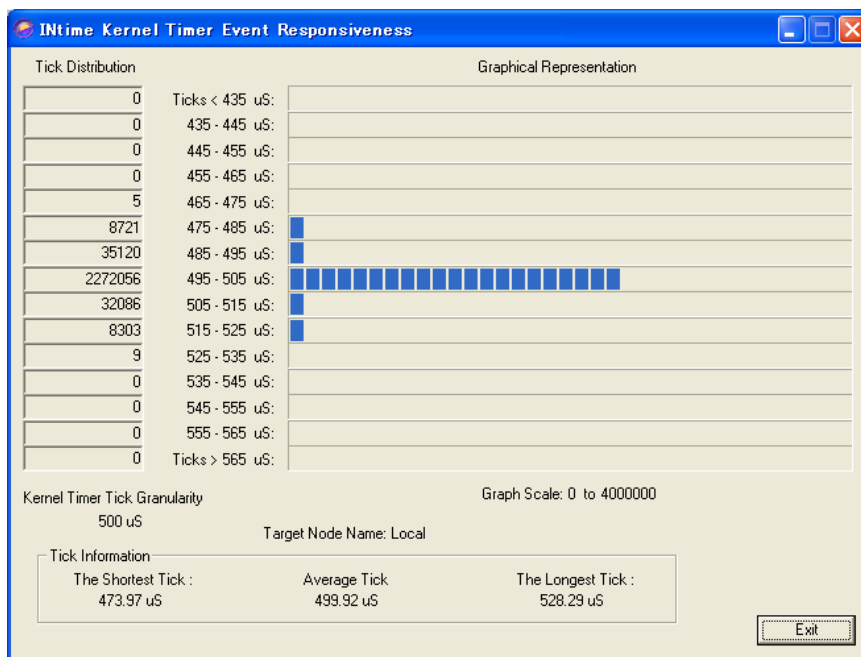 INtime Kernel Timer Event Responsiveness
Tick Distribution Graphical Representation
0 Ticks < 435 uS:
0 435 - 445 uS:
0 445 - 455 uS:
0 455 - 465 uS:
5 465 - 475 uS:
8721 475 - 485 uS:
35120 485 - 495 uS:
2272056 495 - 505 uS:
32086 505 - 515 uS:
8303 515 - 525 uS:
9 525 - 535 uS:
0 535 - 545 uS:
0 545 - 555 uS:
0 555 - 565 uS:
0 Ticks > 565 uS:
Kernel Timer Tick Granularity Graph Scale: 0 to 4000000
500 uS
Target Node Name: Local
Tick Information
The Shortest Tick : Average Tick The Longest Tick :
473.97 uS 499.92 uS 528.29 uS
Exit